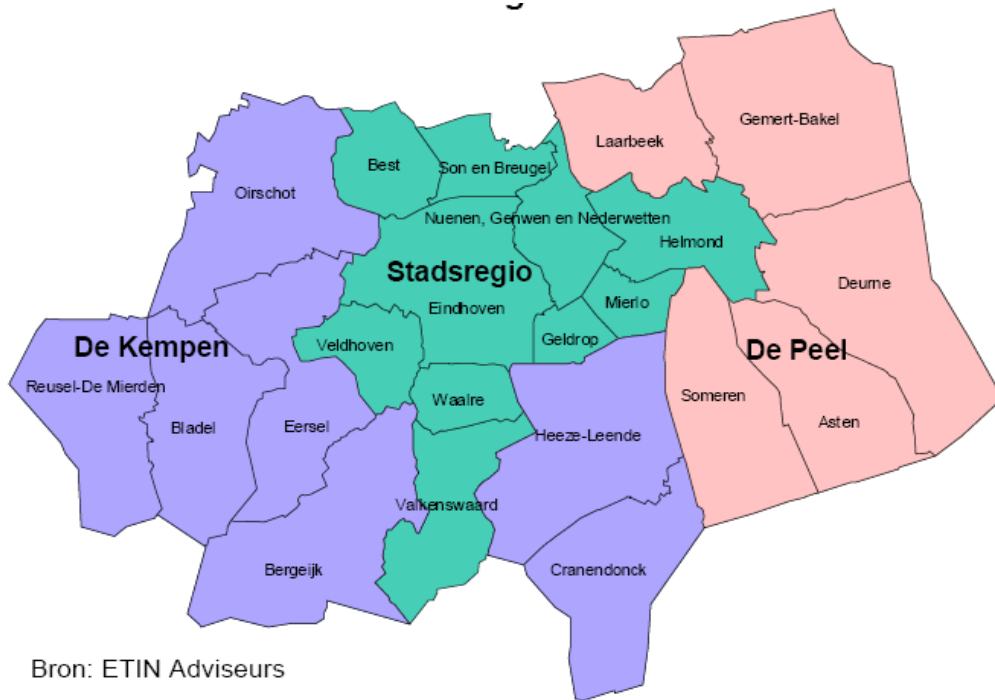 Gemert-Bakel
Laarbeek
Best
Son en Breugel
Oirschot
Nuenen, Gerwen en Nederwetten
Helmond
Stadsregio
Deurne
Eindhoven
Mierlo
De Kempen
Veldhoven
Geldrop
De Peel
Reusel-De Mierden
Waalre
Someren
Bladel
Eersel
Heeze-Leende
Asten
Valkenswaard
Bergeijk
Cranendonck
Bron: ETIN Adviseurs